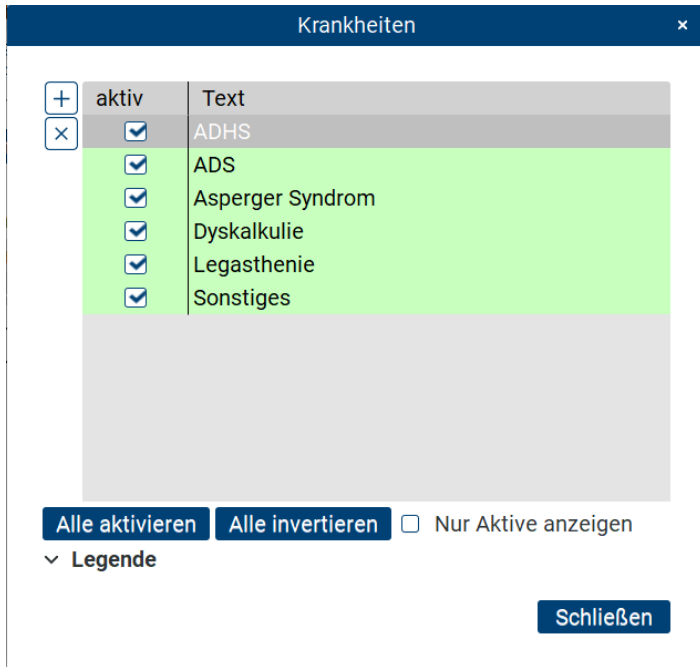 Krankheiten
aktiv Text
ADHS
ADS
Asperger Syndrom
Dyskalkulie
Legasthenie
Sonstiges
Alle aktivieren Alle invertieren Nur Aktive anzeigen
Legende
Schließen